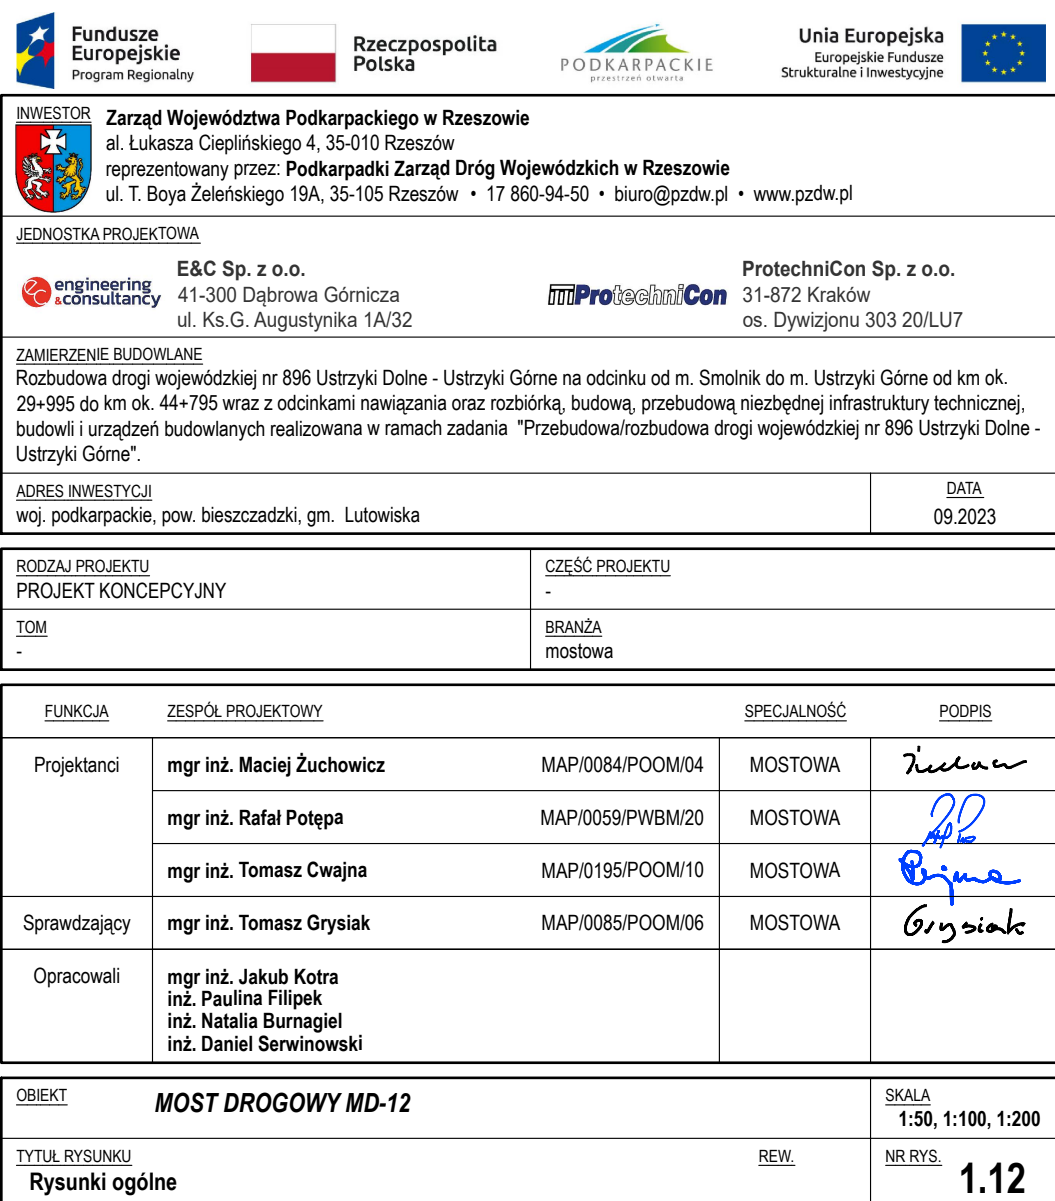 Fundusze
Europejskie
Program Regionalny
Rzeczpospolita
Polska
PODKARPACKIE
przestrzeń otwarta
Unia Europejska
Europejskie Fundusze
Strukturalne i Inwestycyjne
INWESTOR
Zarząd Województwa Podkarpackiego w Rzeszowie
al. Łukasza Cieplińskiego 4, 35-010 Rzeszów
reprezentowany przez: Podkarpadki Zarząd Dróg Wojewódzkich w Rzeszowie
ul. T. Boya Żeleńskiego 19A, 35-105 Rzeszów • 17 860-94-50 • biuro@pzdw.pl • www.pzdw.pl
JEDNOSTKA PROJEKTOWA
engineering
&consultancy
E&C Sp. z o.o.
41-300 Dąbrowa Górnicza
ul. Ks.G. Augustynika 1A/32
ProtechniCon
ProtechniCon Sp. z o.o.
31-872 Kraków
os. Dywizjonu 303 20/LU7
ZAMIERZENIE BUDOWLANE
Rozbudowa drogi wojewódzkiej nr 896 Ustrzyki Dolne - Ustrzyki Górne na odcinku od m. Smolnik do m. Ustrzyki Górne od km ok.
29+995 do km ok. 44+795 wraz z odcinkami nawiązania oraz rozbiórką, budową, przebudową niezbędnej infrastruktury technicznej,
budowli i urządzeń budowlanych realizowana w ramach zadania "Przebudowa/rozbudowa drogi wojewódzkiej nr 896 Ustrzyki Dolne -
Ustrzyki Górne".
ADRES INWESTYCJI
woj. podkarpackie, pow. bieszczadzki, gm. Lutowiska
DATA
09.2023
RODZAJ PROJEKTU
PROJEKT KONCEPCYJNY
CZĘŚĆ PROJEKTU
-
TOM
-
BRANŻA
mostowa
FUNKCJA ZESPÓŁ PROJEKTOWY SPECJALNOŚĆ PODPIS
Projektanci mgr inż. Maciej Żuchowicz MAP/0084/POOM/04 MOSTOWA
mgr inż. Rafał Potępa MAP/0059/PWBM/20 MOSTOWA
mgr inż. Tomasz Cwajna MAP/0195/POOM/10 MOSTOWA
Sprawdzający mgr inż. Tomasz Grysiak MAP/0085/POOM/06 MOSTOWA Grysiak
Opracowali mgr inż. Jakub Kotra
inż. Paulina Filipek
inż. Natalia Burnagiel
inż. Daniel Serwinowski
OBIEKT
MOST DROGOWY MD-12
SKALA
1:50, 1:100, 1:200
TYTUŁ RYSUNKU
Rysunki ogólne
REW.
NR RYS.
1.12